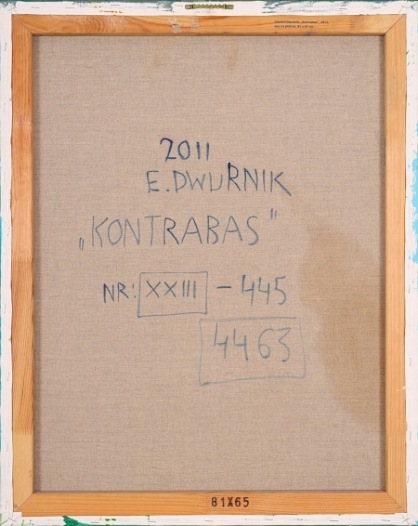 2011
E. DWURNIK
„KONTRABAS"
NR: XXIII - 445
4463
81X65